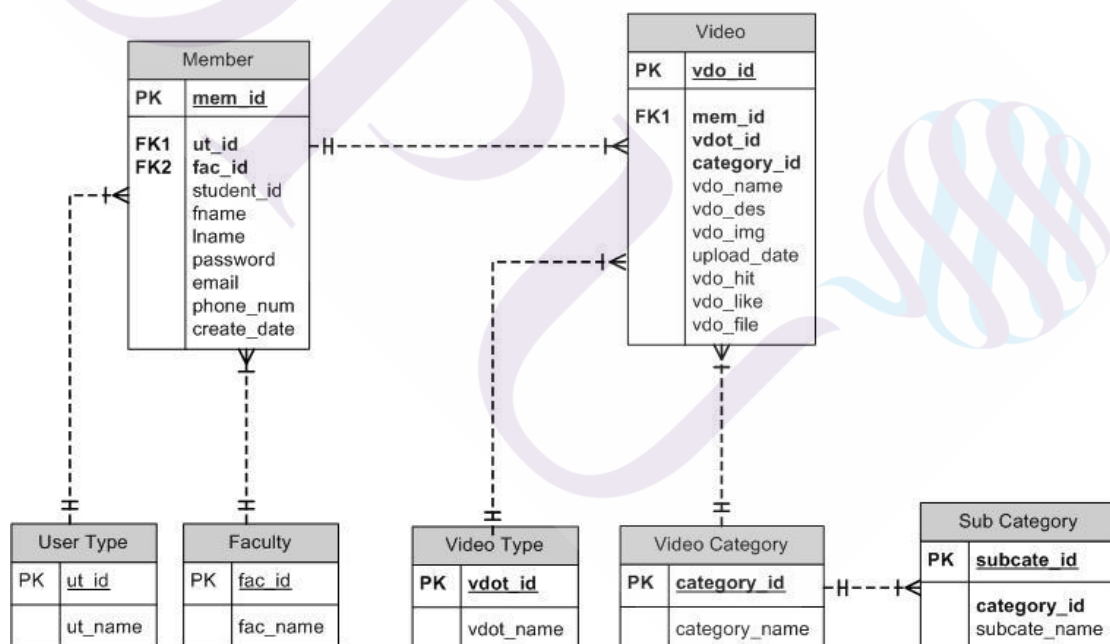 Member
PK mem_id
FK1 ut_id
FK2 fac_id
student_id
fname
lname
password
email
phone_num
create_date
Video
PK vdo_id
FK1 mem_id
vdot_id
category_id
vdo_name
vdo_des
vdo_img
upload_date
vdo_hit
vdo_like
vdo_file
User Type
PK ut_id
ut_name
Faculty
PK fac_id
fac_name
Video Type
PK vdot_id
vdot_name
Video Category
PK category_id
category_name
Sub Category
PK subcate_id
category_id
subcate_name